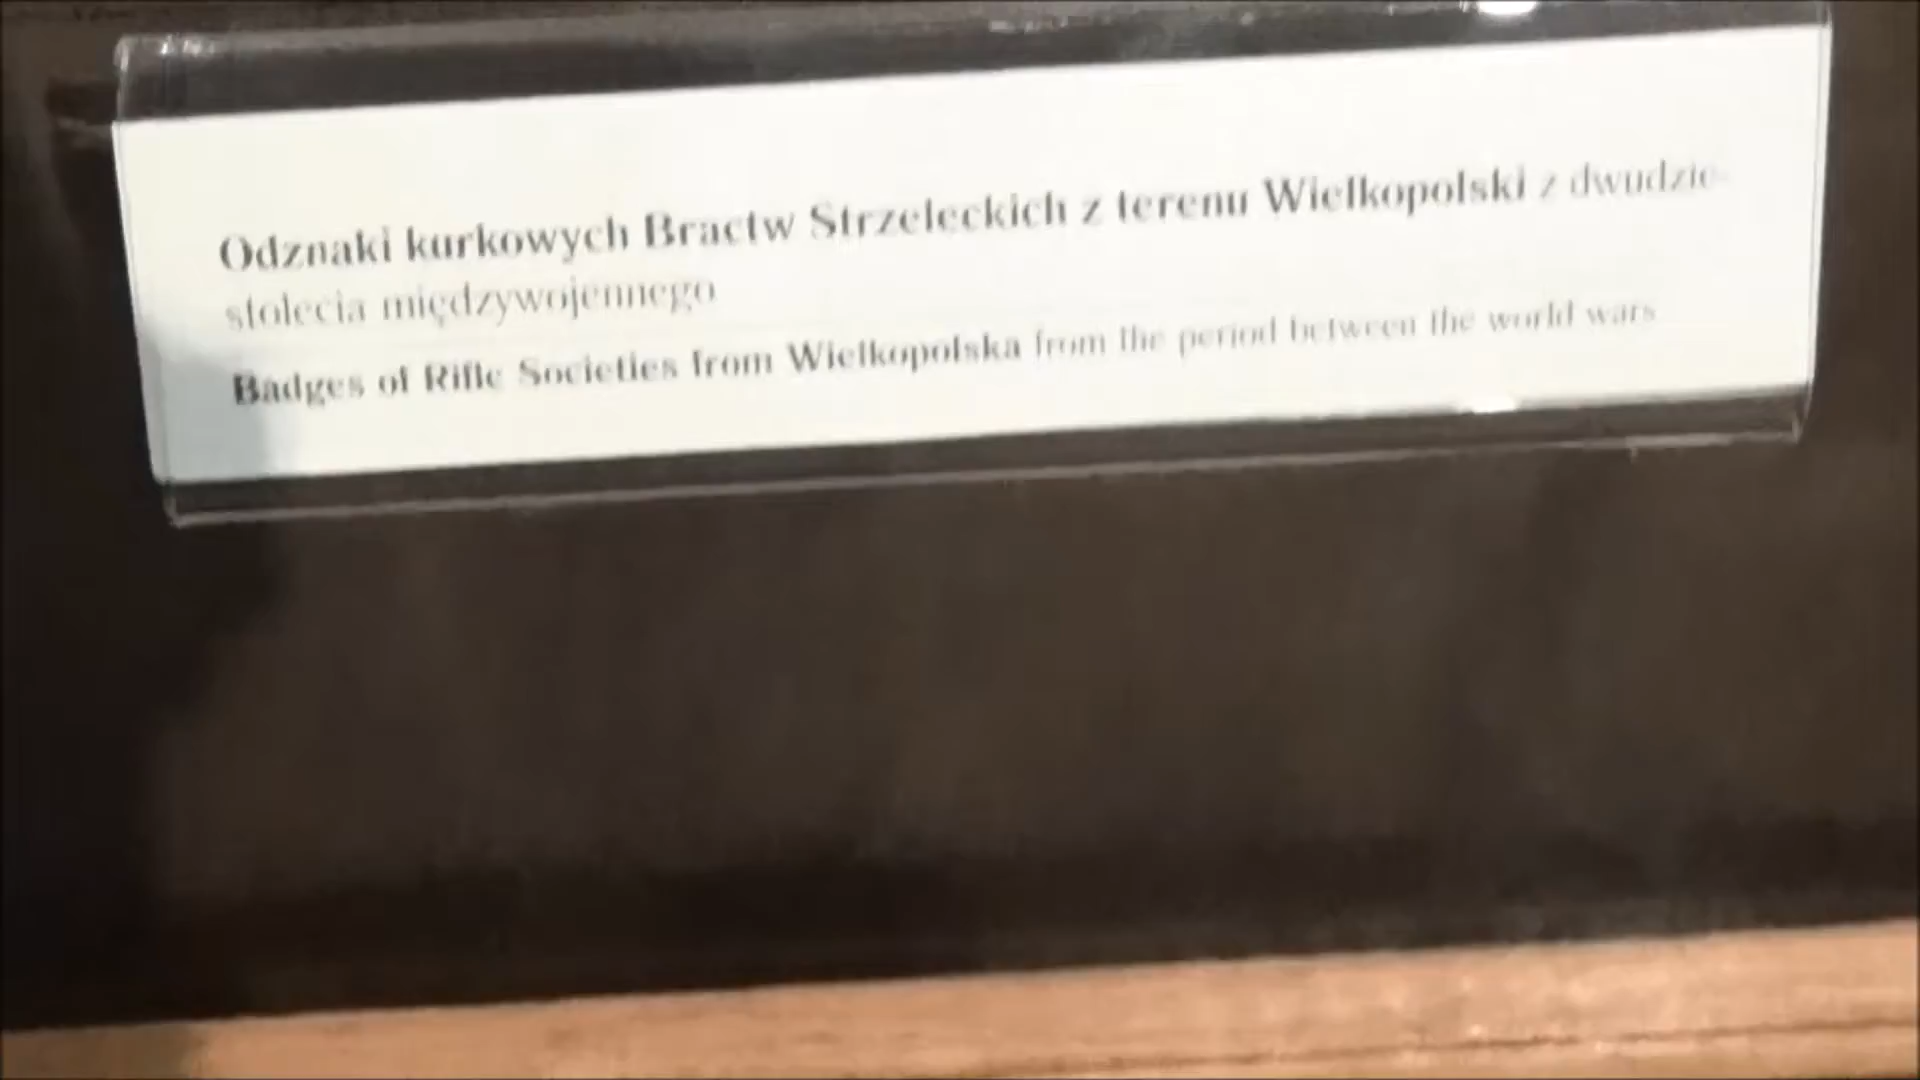 Odznaki kurkowych Bractw Strzeleckich z terenu Wielkopolski z dwudzie-
stolecia międzywojennego
Badges of Rifle Societies from Wielkopolska from the period between the world wars